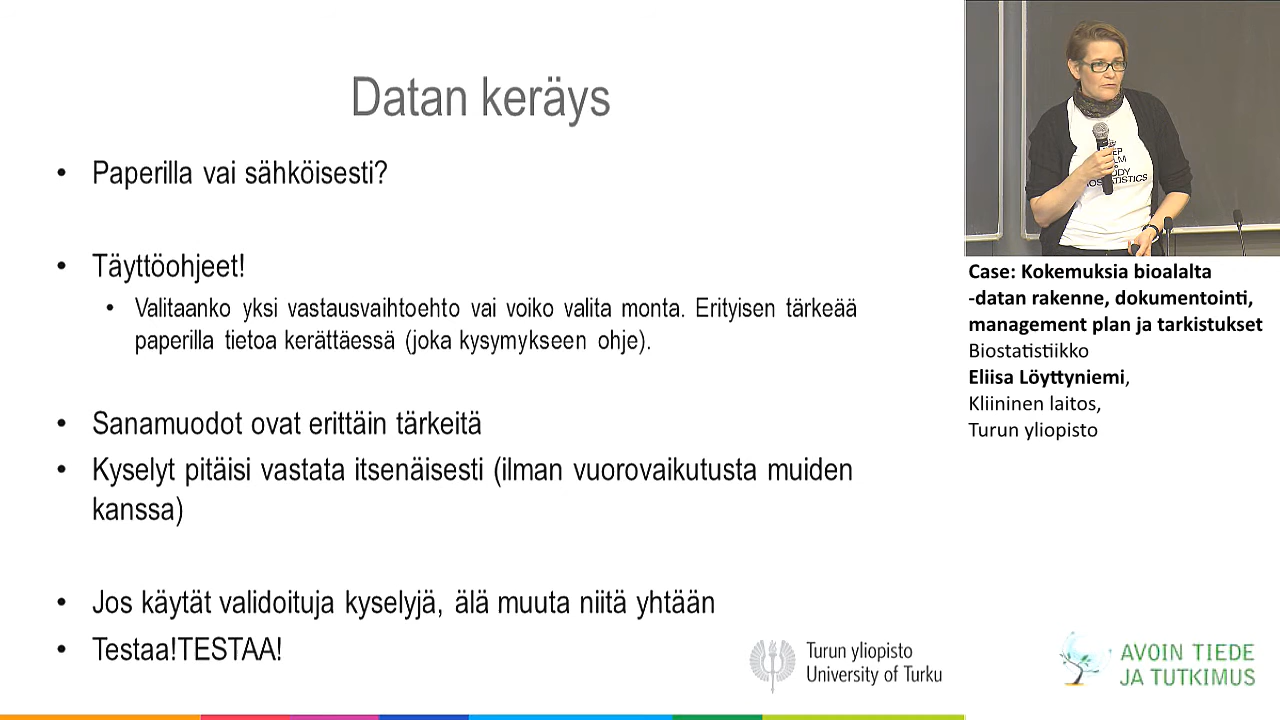 Datan keräys
• Paperilla vai sähköisesti?
• Täyttöohjeet!
• Valitaanko yksi vastausvaihtoehto vai voiko valita monta. Erityisen tärkeää
paperilla tietoa kerättäessä (joka kysymykseen ohje).
• Sanamuodot ovat erittäin tärkeitä
• Kyselyt pitäisi vastata itsenäisesti (ilman vuorovaikutusta muiden
kanssa)
• Jos käytät validoituja kyselyjä, älä muuta niitä yhtään
• Testaa!TESTAA!
Turun yliopisto
University of Turku
Case: Kokemuksia bioalalta
-datan rakenne, dokumentointi,
management plan ja tarkistukset
Biostatistiikko
Eliisa Löyttyniemi,
Kliininen laitos,
Turun yliopisto
AVOIN TIEDE
JA TUTKIMUS